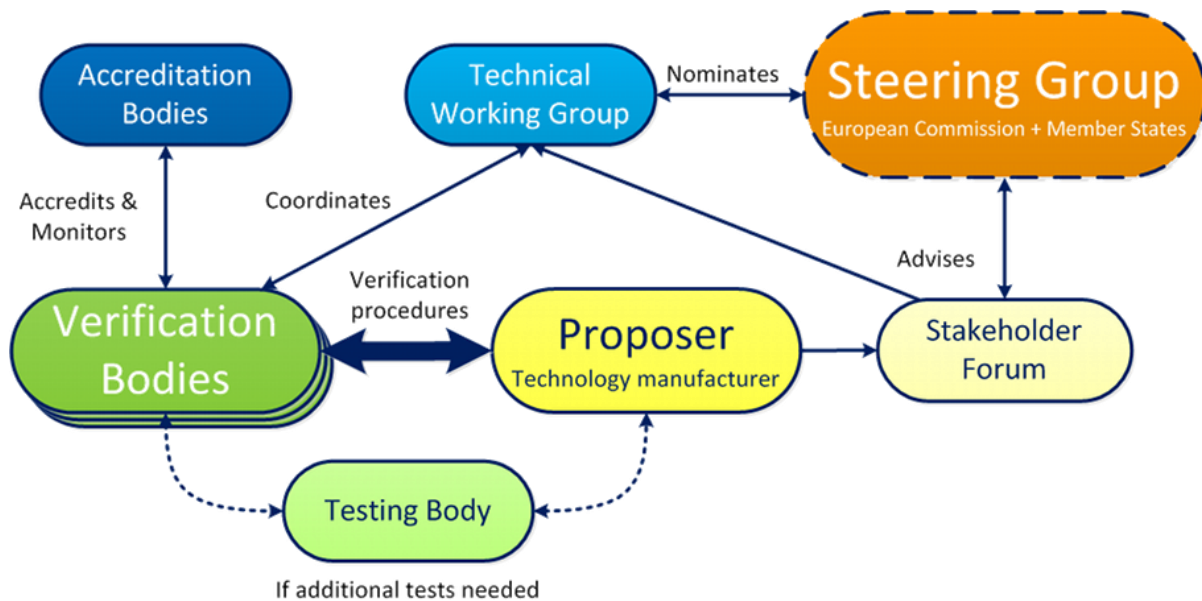 Accreditation
Bodies
Technical
Working Group
Nominates
Steering Group
European Commission + Member States
Accredits &
Monitors
Coordinates
Advises
Verification
Bodies
Verification
procedures
Proposer
Technology manufacturer
Stakeholder
Forum
Testing Body
If additional tests needed